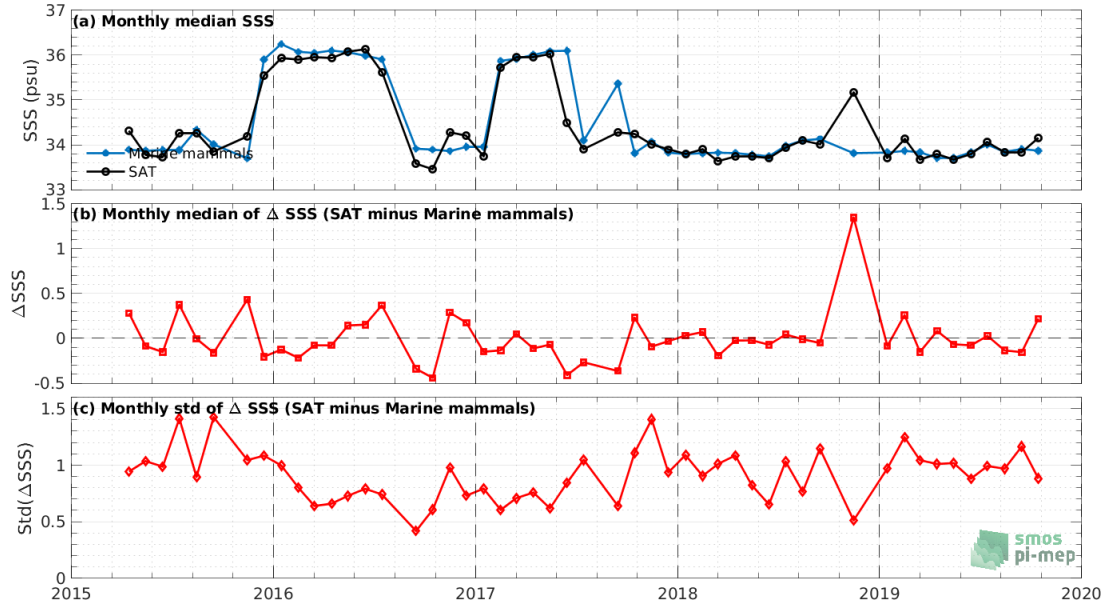 37
(a) Monthly median SSS
36
SSS (psu)
35
34
Marine mammals
SAT
33
1.5
(b) Monthly median of Δ SSS (SAT minus Marine mammals)
1
ΔSSS
0.5
0
-0.5
1.5
(c) Monthly std of Δ SSS (SAT minus Marine mammals)
1
Std(ΔSSS)
0.5
smos
pi-mep
0
2015 2016 2017 2018 2019 2020